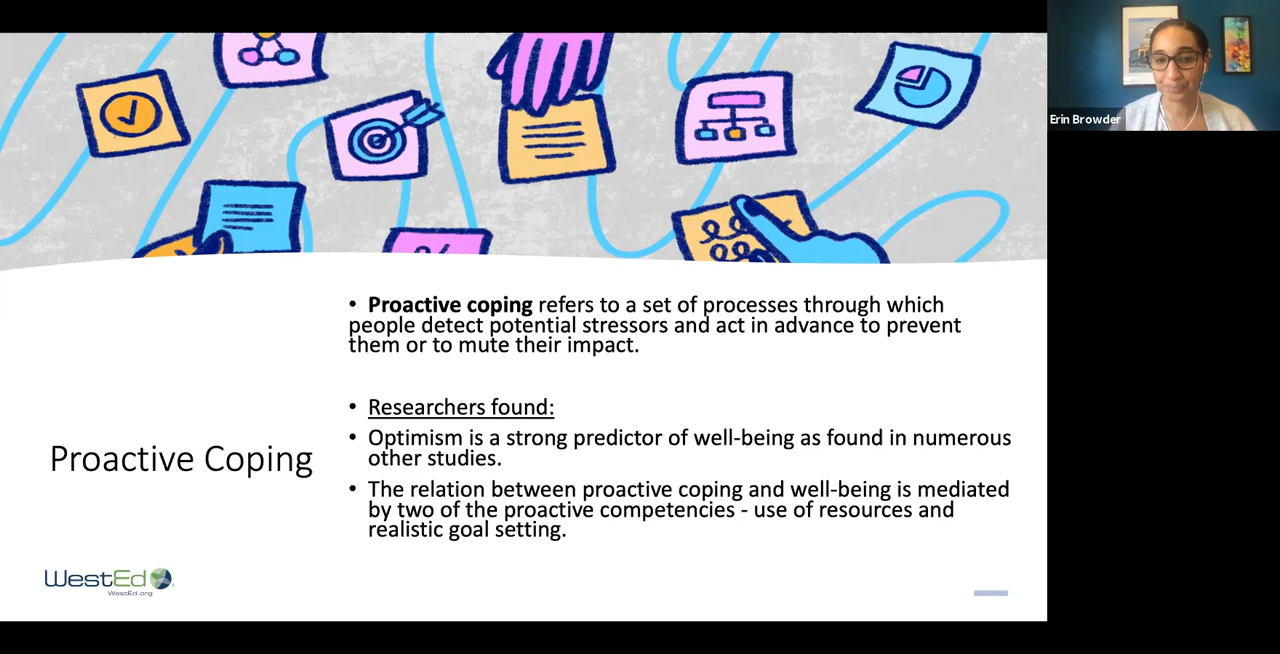 Erin Browder
• Proactive coping refers to a set of processes through which
people detect potential stressors and act in advance to prevent
them or to mute their impact.
• Researchers found:
• Optimism is a strong predictor of well-being as found in numerous
other studies.
Proactive Coping
• The relation between proactive coping and well-being is mediated
by two of the proactive competencies - use of resources and
realistic goal setting.
WestEd
WestEd.org